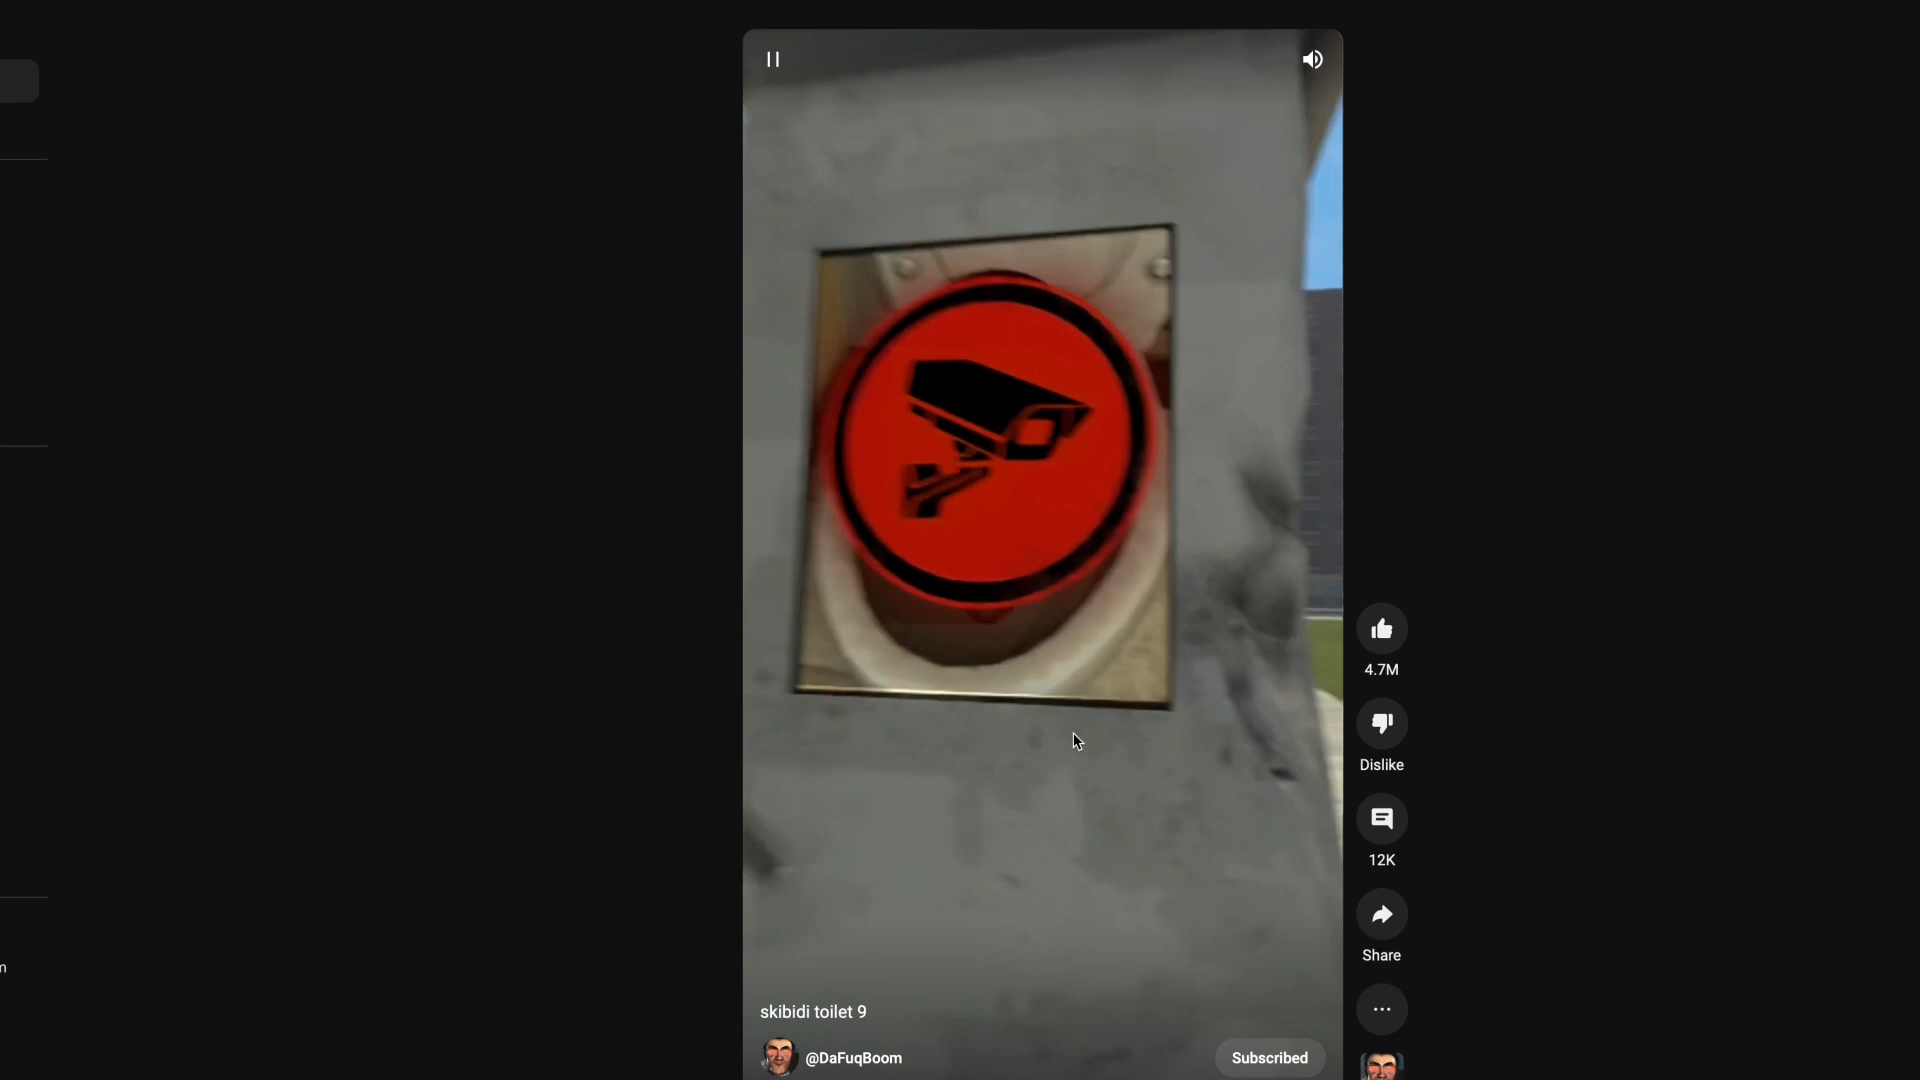 4.7M
Dislike
12K
Share
skibidi toilet 9
@DaFuqBoom
Subscribed